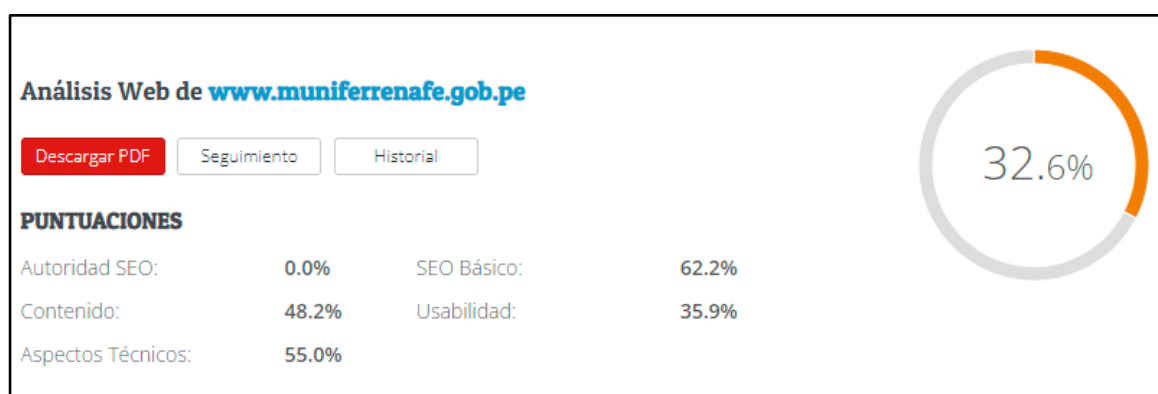 Análisis Web de www.muniferrenafe.gob.pe
Descargar PDF Seguimiento Historial
32.6%
PUNTUACIONES
Autoridad SEO: 0.0% SEO Básico: 62.2%
Contenido: 48.2% Usabilidad: 35.9%
Aspectos Técnicos: 55.0%